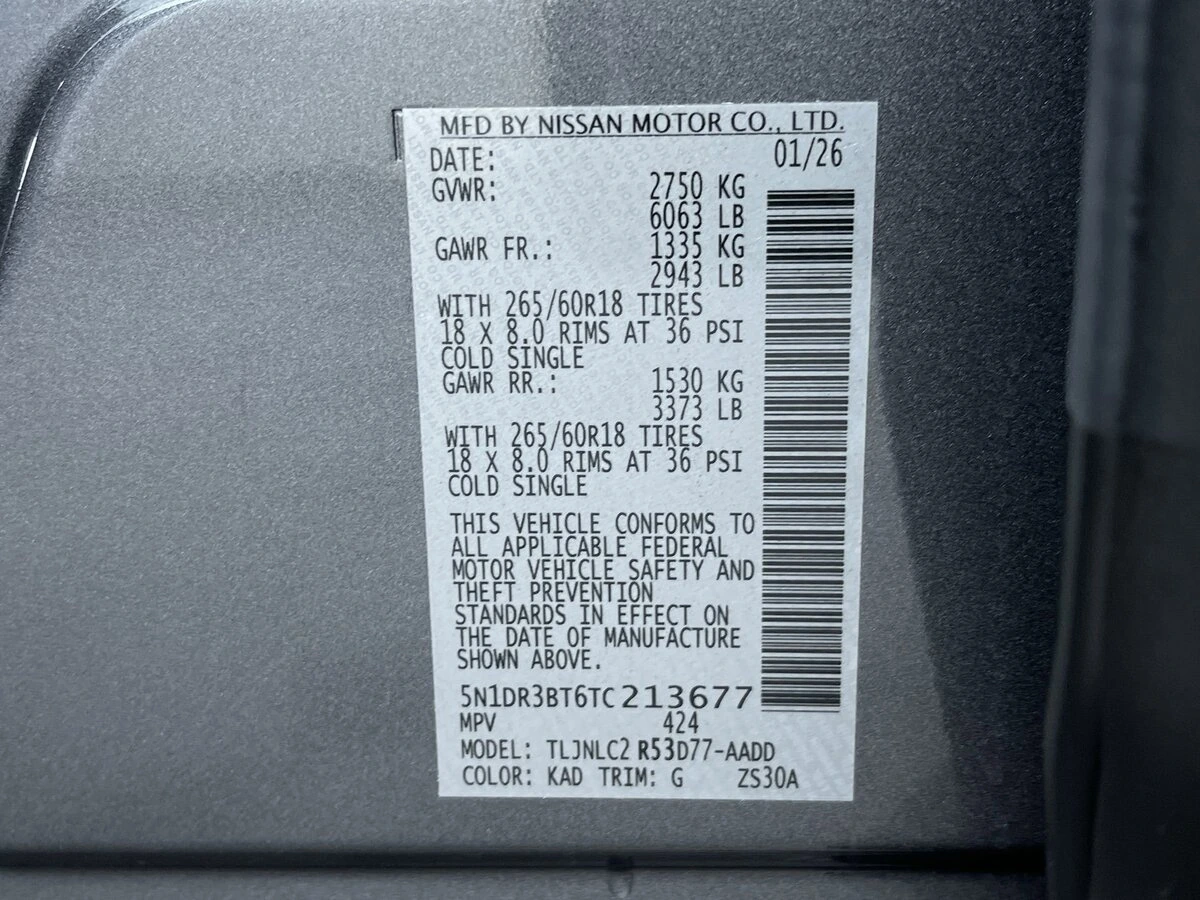 MFD BY NISSAN MOTOR CO., LTD.
DATE: 01/26
GVWR: 2750 KG
6063 LB
GAWR FR.: 1335 KG
2943 LB
WITH 265/60R18 TIRES
18 X 8.0 RIMS AT 36 PSI
COLD SINGLE
GAWR RR.: 1530 KG
3373 LB
WITH 265/60R18 TIRES
18 X 8.0 RIMS AT 36 PSI
COLD SINGLE
THIS VEHICLE CONFORMS TO
ALL APPLICABLE FEDERAL
MOTOR VEHICLE SAFETY AND
THEFT PREVENTION
STANDARDS IN EFFECT ON
THE DATE OF MANUFACTURE
SHOWN ABOVE.
5N1DR3BT6TC213677
MPV 424
MODEL: TLJNLC2 R53D77-AADD
COLOR: KAD TRIM: G ZS30A